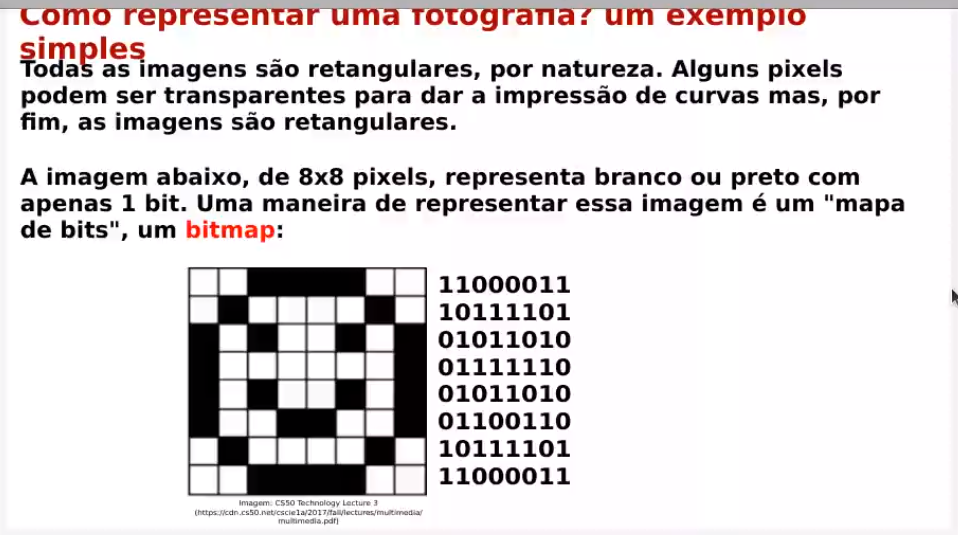 Como representar uma fotografia? um exemplo
simples
Todas as imagens são retangulares, por natureza. Alguns pixels
podem ser transparentes para dar a impressão de curvas mas, por
fim, as imagens são retangulares.
A imagem abaixo, de 8x8 pixels, representa branco ou preto com
apenas 1 bit. Uma maneira de representar essa imagem é um "mapa
de bits", um bitmap:
11000011
10111101
01011010
01111110
01011010
01100110
10111101
11000011
Imagem: CS50 Technology Lecture 3
(https://cdn.cs50.net/cscie1a/2017/fall/lectures/multimedia/
multimedia.pdf)